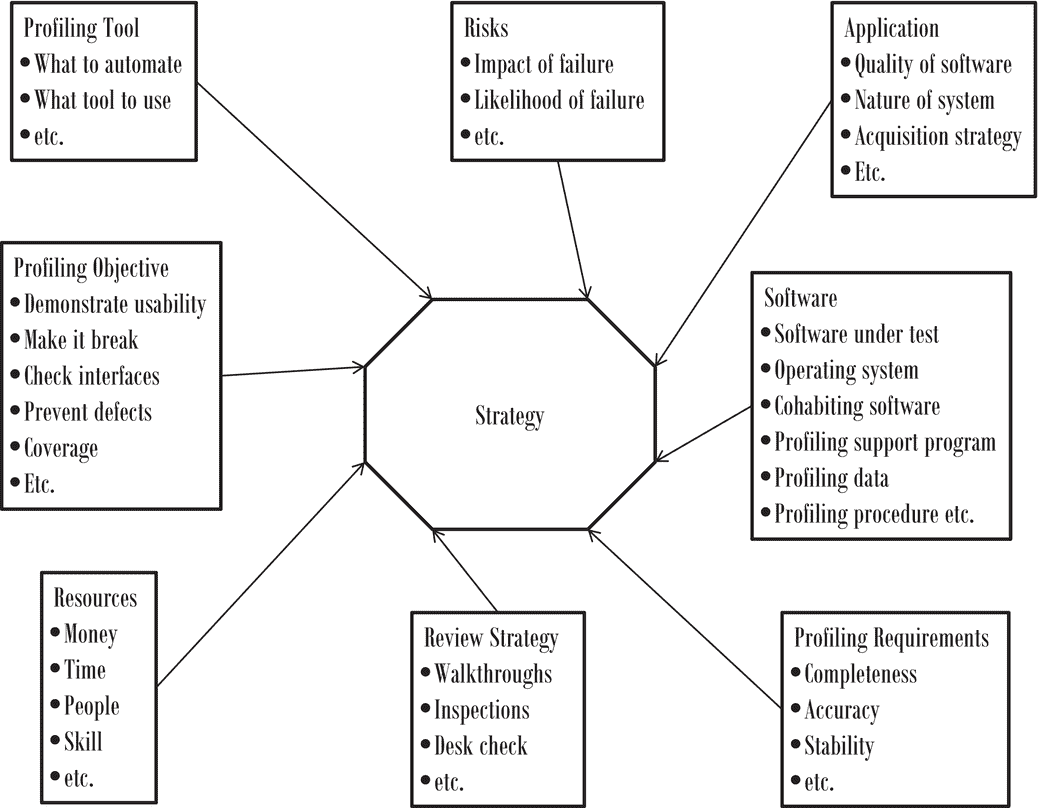 Profiling Tool
• What to automate
• What tool to use
• etc.
Risks
• Impact of failure
• Likelihood of failure
• etc.
Application
• Quality of software
• Nature of system
• Acquisition strategy
• Etc.
Profiling Objective
• Demonstrate usability
• Make it break
• Check interfaces
• Prevent defects
• Coverage
• Etc.
Strategy
Software
• Software under test
• Operating system
• Cohabiting software
• Profiling support program
• Profiling data
• Profiling procedure etc.
Resources
• Money
• Time
• People
• Skill
• etc.
Review Strategy
• Walkthroughs
• Inspections
• Desk check
• etc.
Profiling Requirements
• Completeness
• Accuracy
• Stability
• etc.